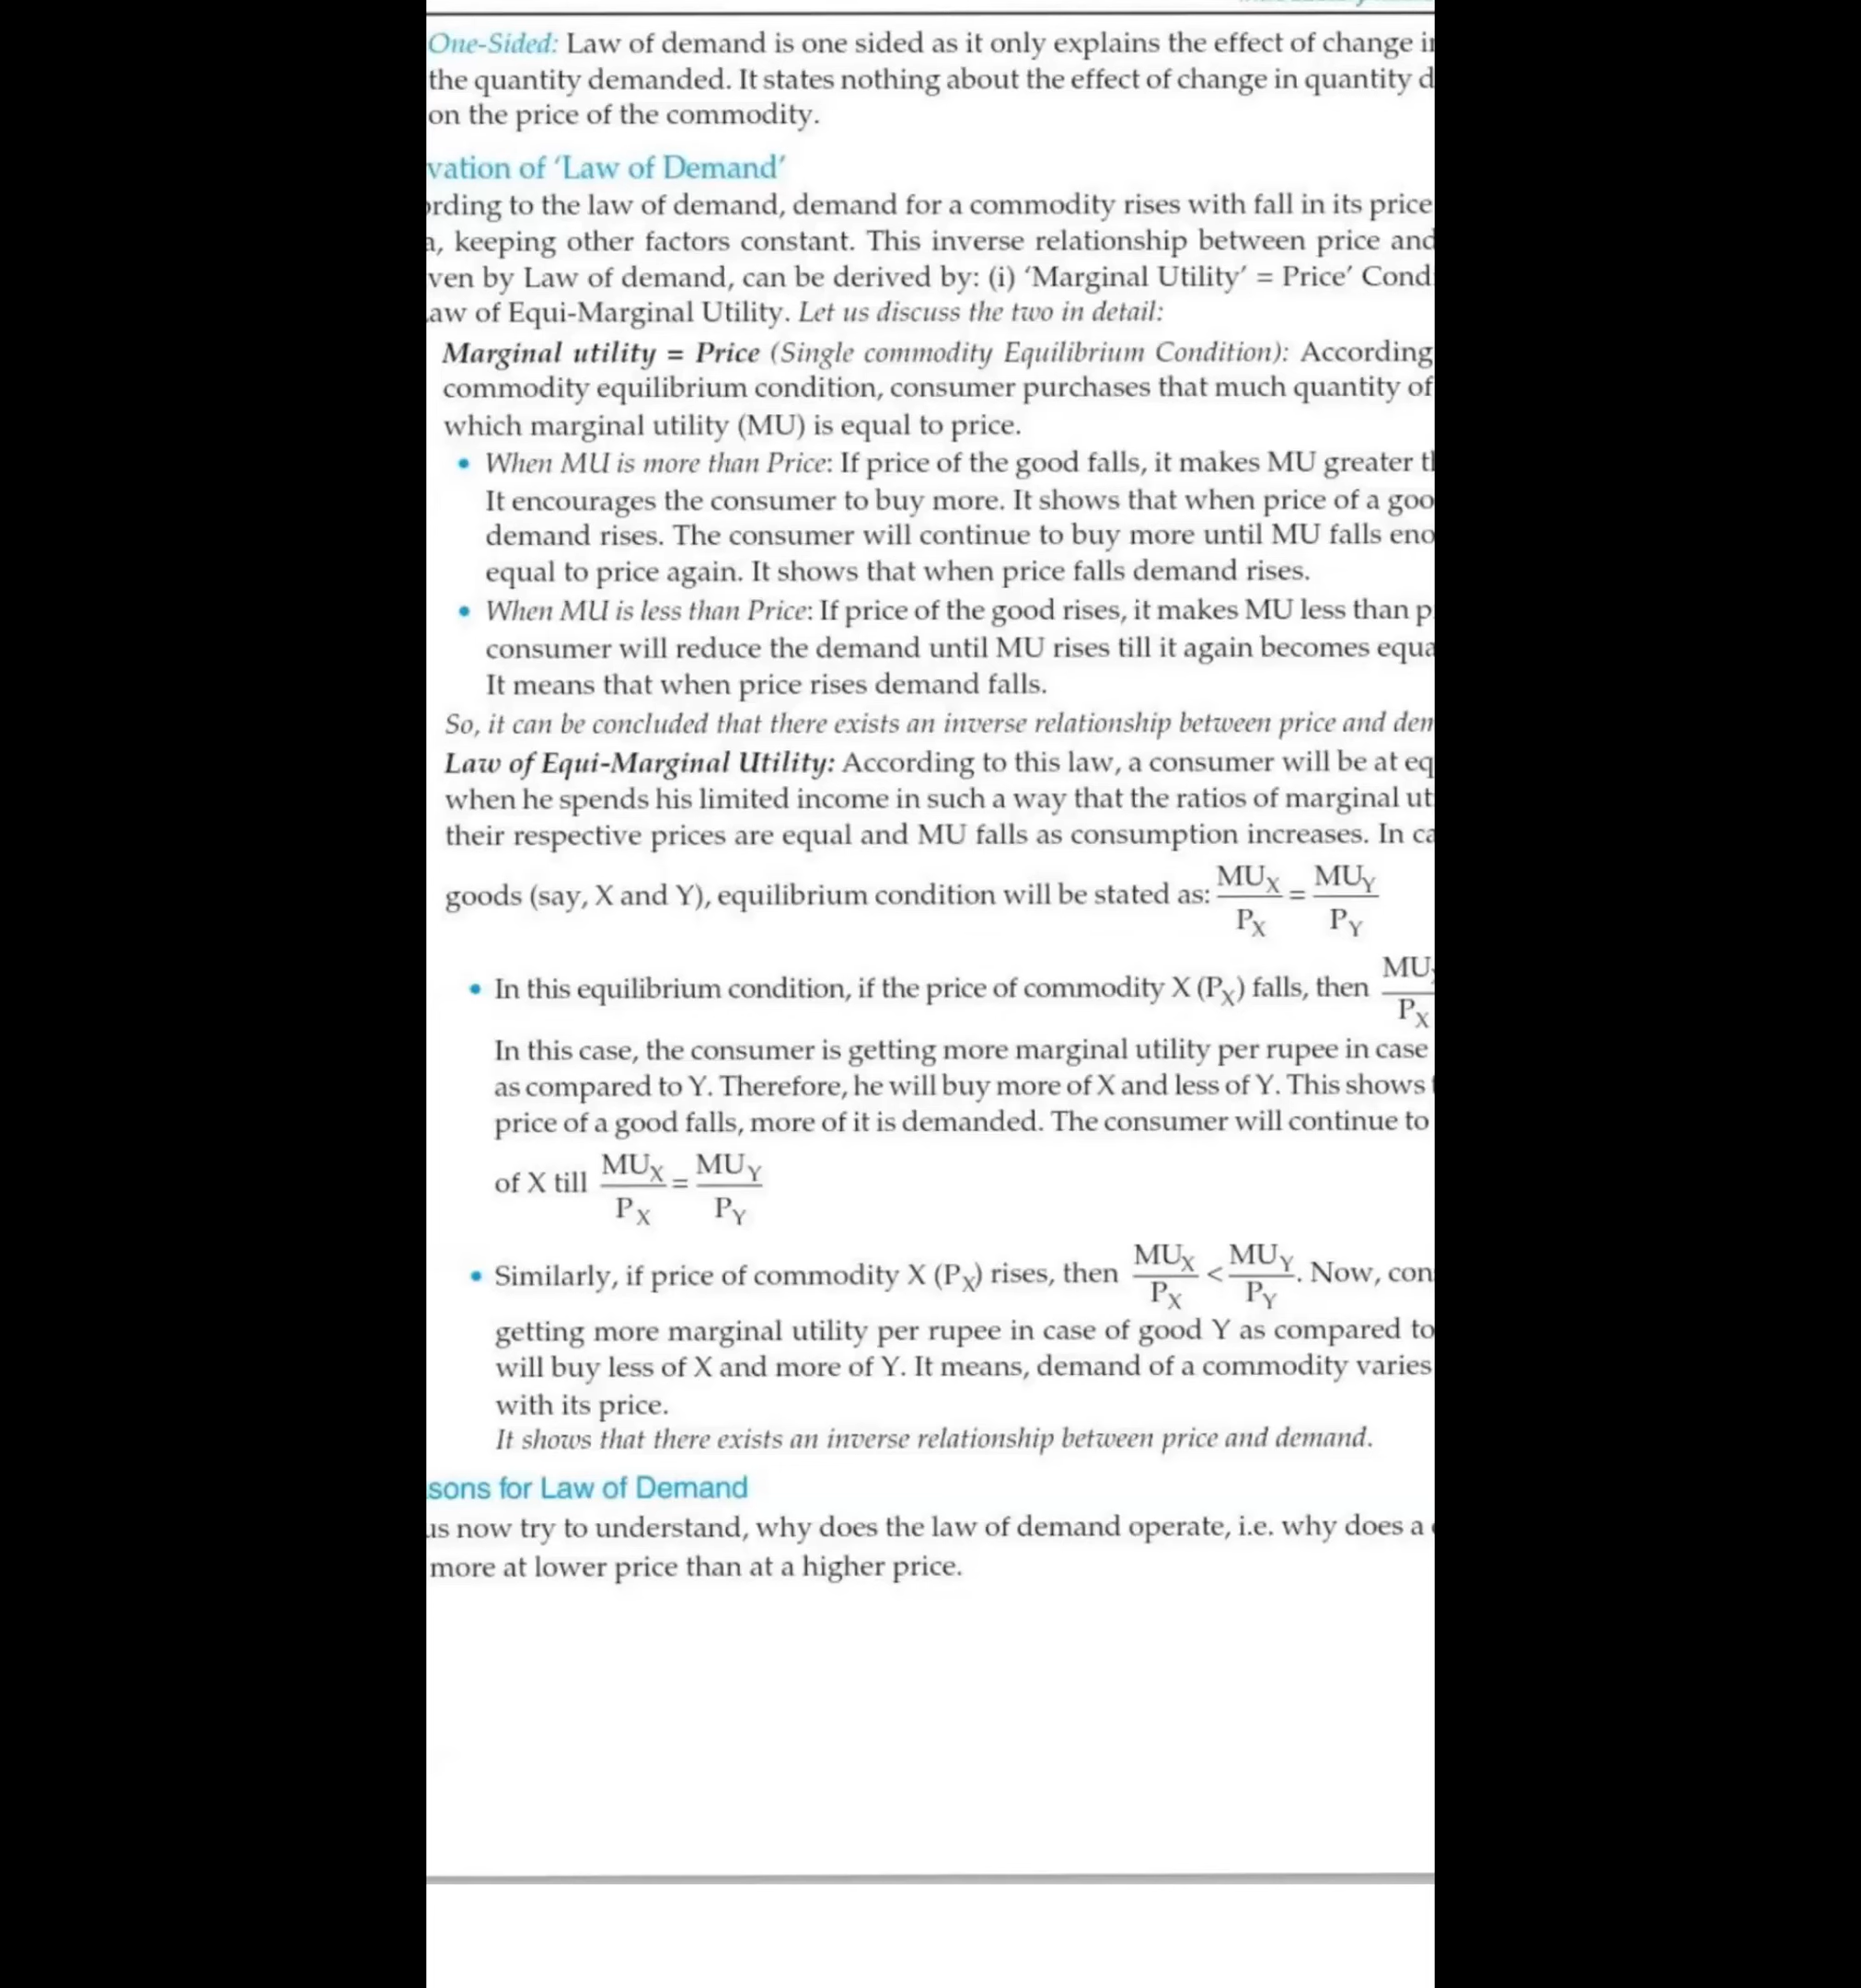 One-Sided: Law of demand is one sided as it only explains the effect of change
the quantity demanded. It states nothing about the effect of change in quantity
on the price of the commodity.
vation of ‘Law of Demand’
ording to the law of demand, demand for a commodity rises with fall in its price
a, keeping other factors constant. This inverse relationship between price and
ven by Law of demand, can be derived by: (i) ‘Marginal Utility’ = Price’ Cond
aw of Equi-Marginal Utility. Let us discuss the two in detail:
Marginal utility = Price (Single commodity Equilibrium Condition): According
commodity equilibrium condition, consumer purchases that much quantity of
which marginal utility (MU) is equal to price.
• When MU is more than Price: If price of the good falls, it makes MU greater
It encourages the consumer to buy more. It shows that when price of a goo
demand rises. The consumer will continue to buy more until MU falls eno
equal to price again. It shows that when price falls demand rises.
• When MU is less than Price: If price of the good rises, it makes MU less than p
consumer will reduce the demand until MU rises till it again becomes equa
It means that when price rises demand falls.
So, it can be concluded that there exists an inverse relationship between price and dem
Law of Equi-Marginal Utility: According to this law, a consumer will be at eq
when he spends his limited income in such a way that the ratios of marginal ut
their respective prices are equal and MU falls as consumption increases. In ca
goods (say, X and Y), equilibrium condition will be stated as: MUX/PX = MUY/PY
• In this equilibrium condition, if the price of commodity X (PX) falls, then MU/PX
In this case, the consumer is getting more marginal utility per rupee in case
as compared to Y. Therefore, he will buy more of X and less of Y. This shows
price of a good falls, more of it is demanded. The consumer will continue to
of X till MUX/PX = MUY/PY
• Similarly, if price of commodity X (PX) rises, then MUX/PX < MUY/PY. Now, con
getting more marginal utility per rupee in case of good Y as compared to
will buy less of X and more of Y. It means, demand of a commodity varies
with its price.
It shows that there exists an inverse relationship between price and demand.
sons for Law of Demand
us now try to understand, why does the law of demand operate, i.e. why does a
more at lower price than at a higher price.